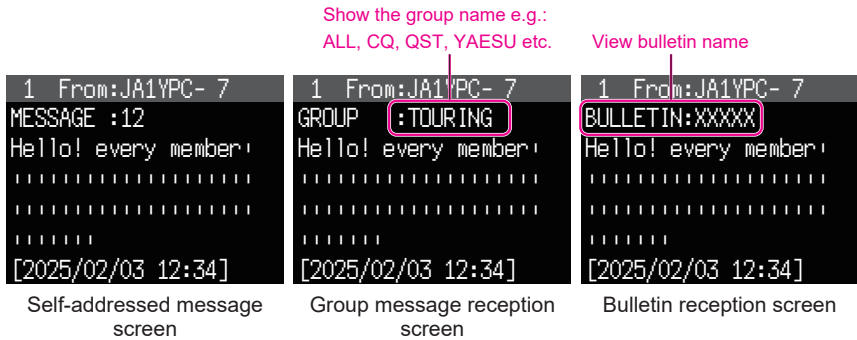 Show the group name e.g.:
ALL, CQ, QST, YAESU etc.
View bulletin name
1 From:JA1YPC- 7
MESSAGE :12
Hello! every member
[2025/02/03 12:34]
Self-addressed message
screen
1 From:JA1YPC- 7
GROUP :TOURING
Hello! every member
[2025/02/03 12:34]
Group message reception
screen
1 From:JA1YPC- 7
BULLETIN:XXXXX
Hello! every member
[2025/02/03 12:34]
Bulletin reception screen